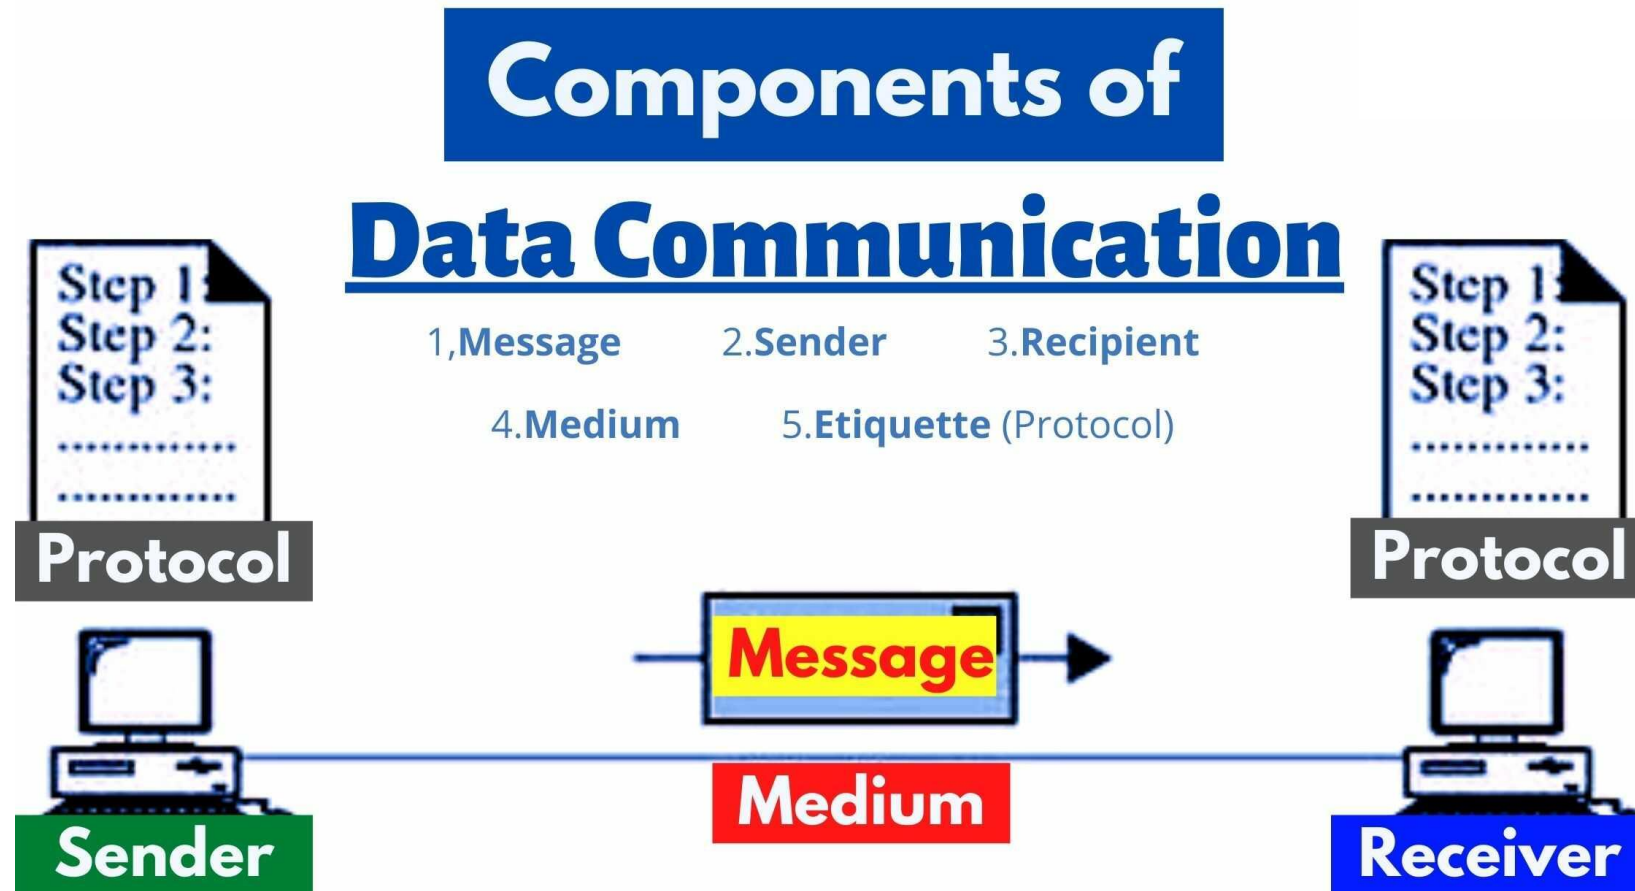 Components of
Data Communication
1,Message 2.Sender 3.Recipient
4.Medium 5.Etiquette (Protocol)
Step 1:
Step 2:
Step 3:
.............
.............
Protocol
Step 1:
Step 2:
Step 3:
.............
.............
Protocol
Message
Medium
Sender
Receiver